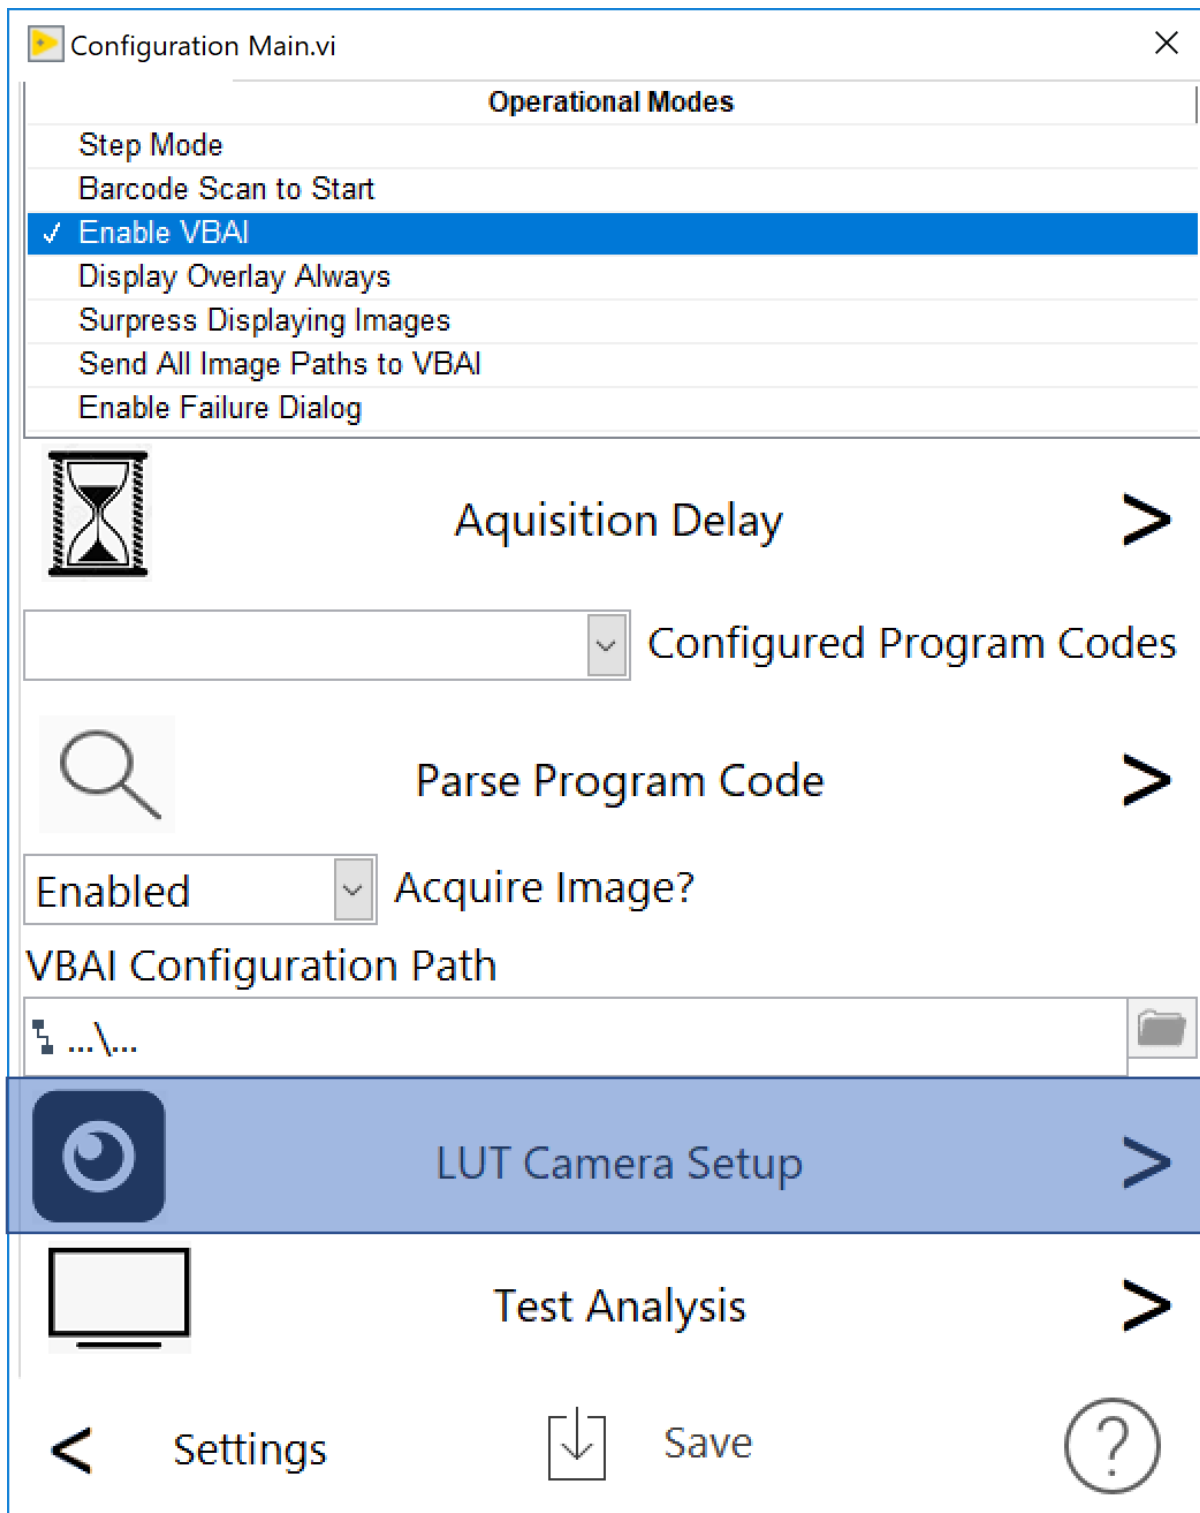 Configuration Main.vi
Operational Modes
Step Mode
Barcode Scan to Start
✓ Enable VBAI
Display Overlay Always
Surpress Displaying Images
Send All Image Paths to VBAI
Enable Failure Dialog
Aquisition Delay >
Configured Program Codes
Parse Program Code >
Enabled Acquire Image?
VBAI Configuration Path
...\...
LUT Camera Setup >
Test Analysis >
< Settings Save ?